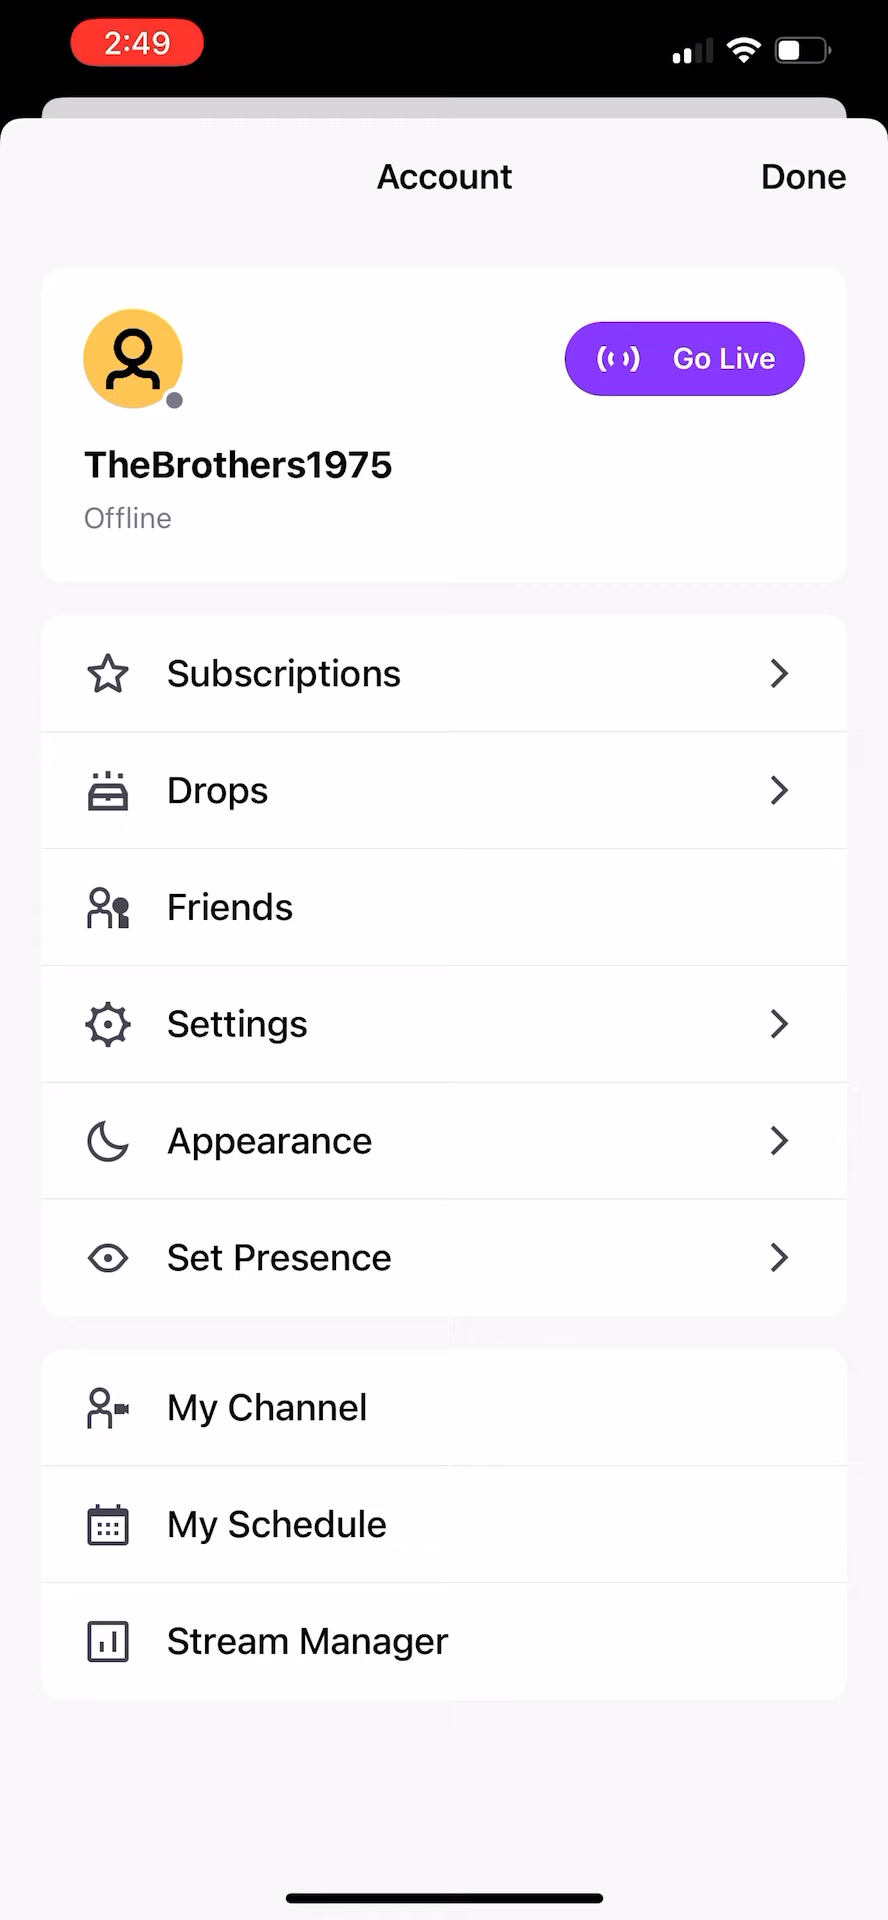 2:49
Account
Done
Go Live
TheBrothers1975
Offline
Subscriptions
Drops
Friends
Settings
Appearance
Set Presence
My Channel
My Schedule
Stream Manager